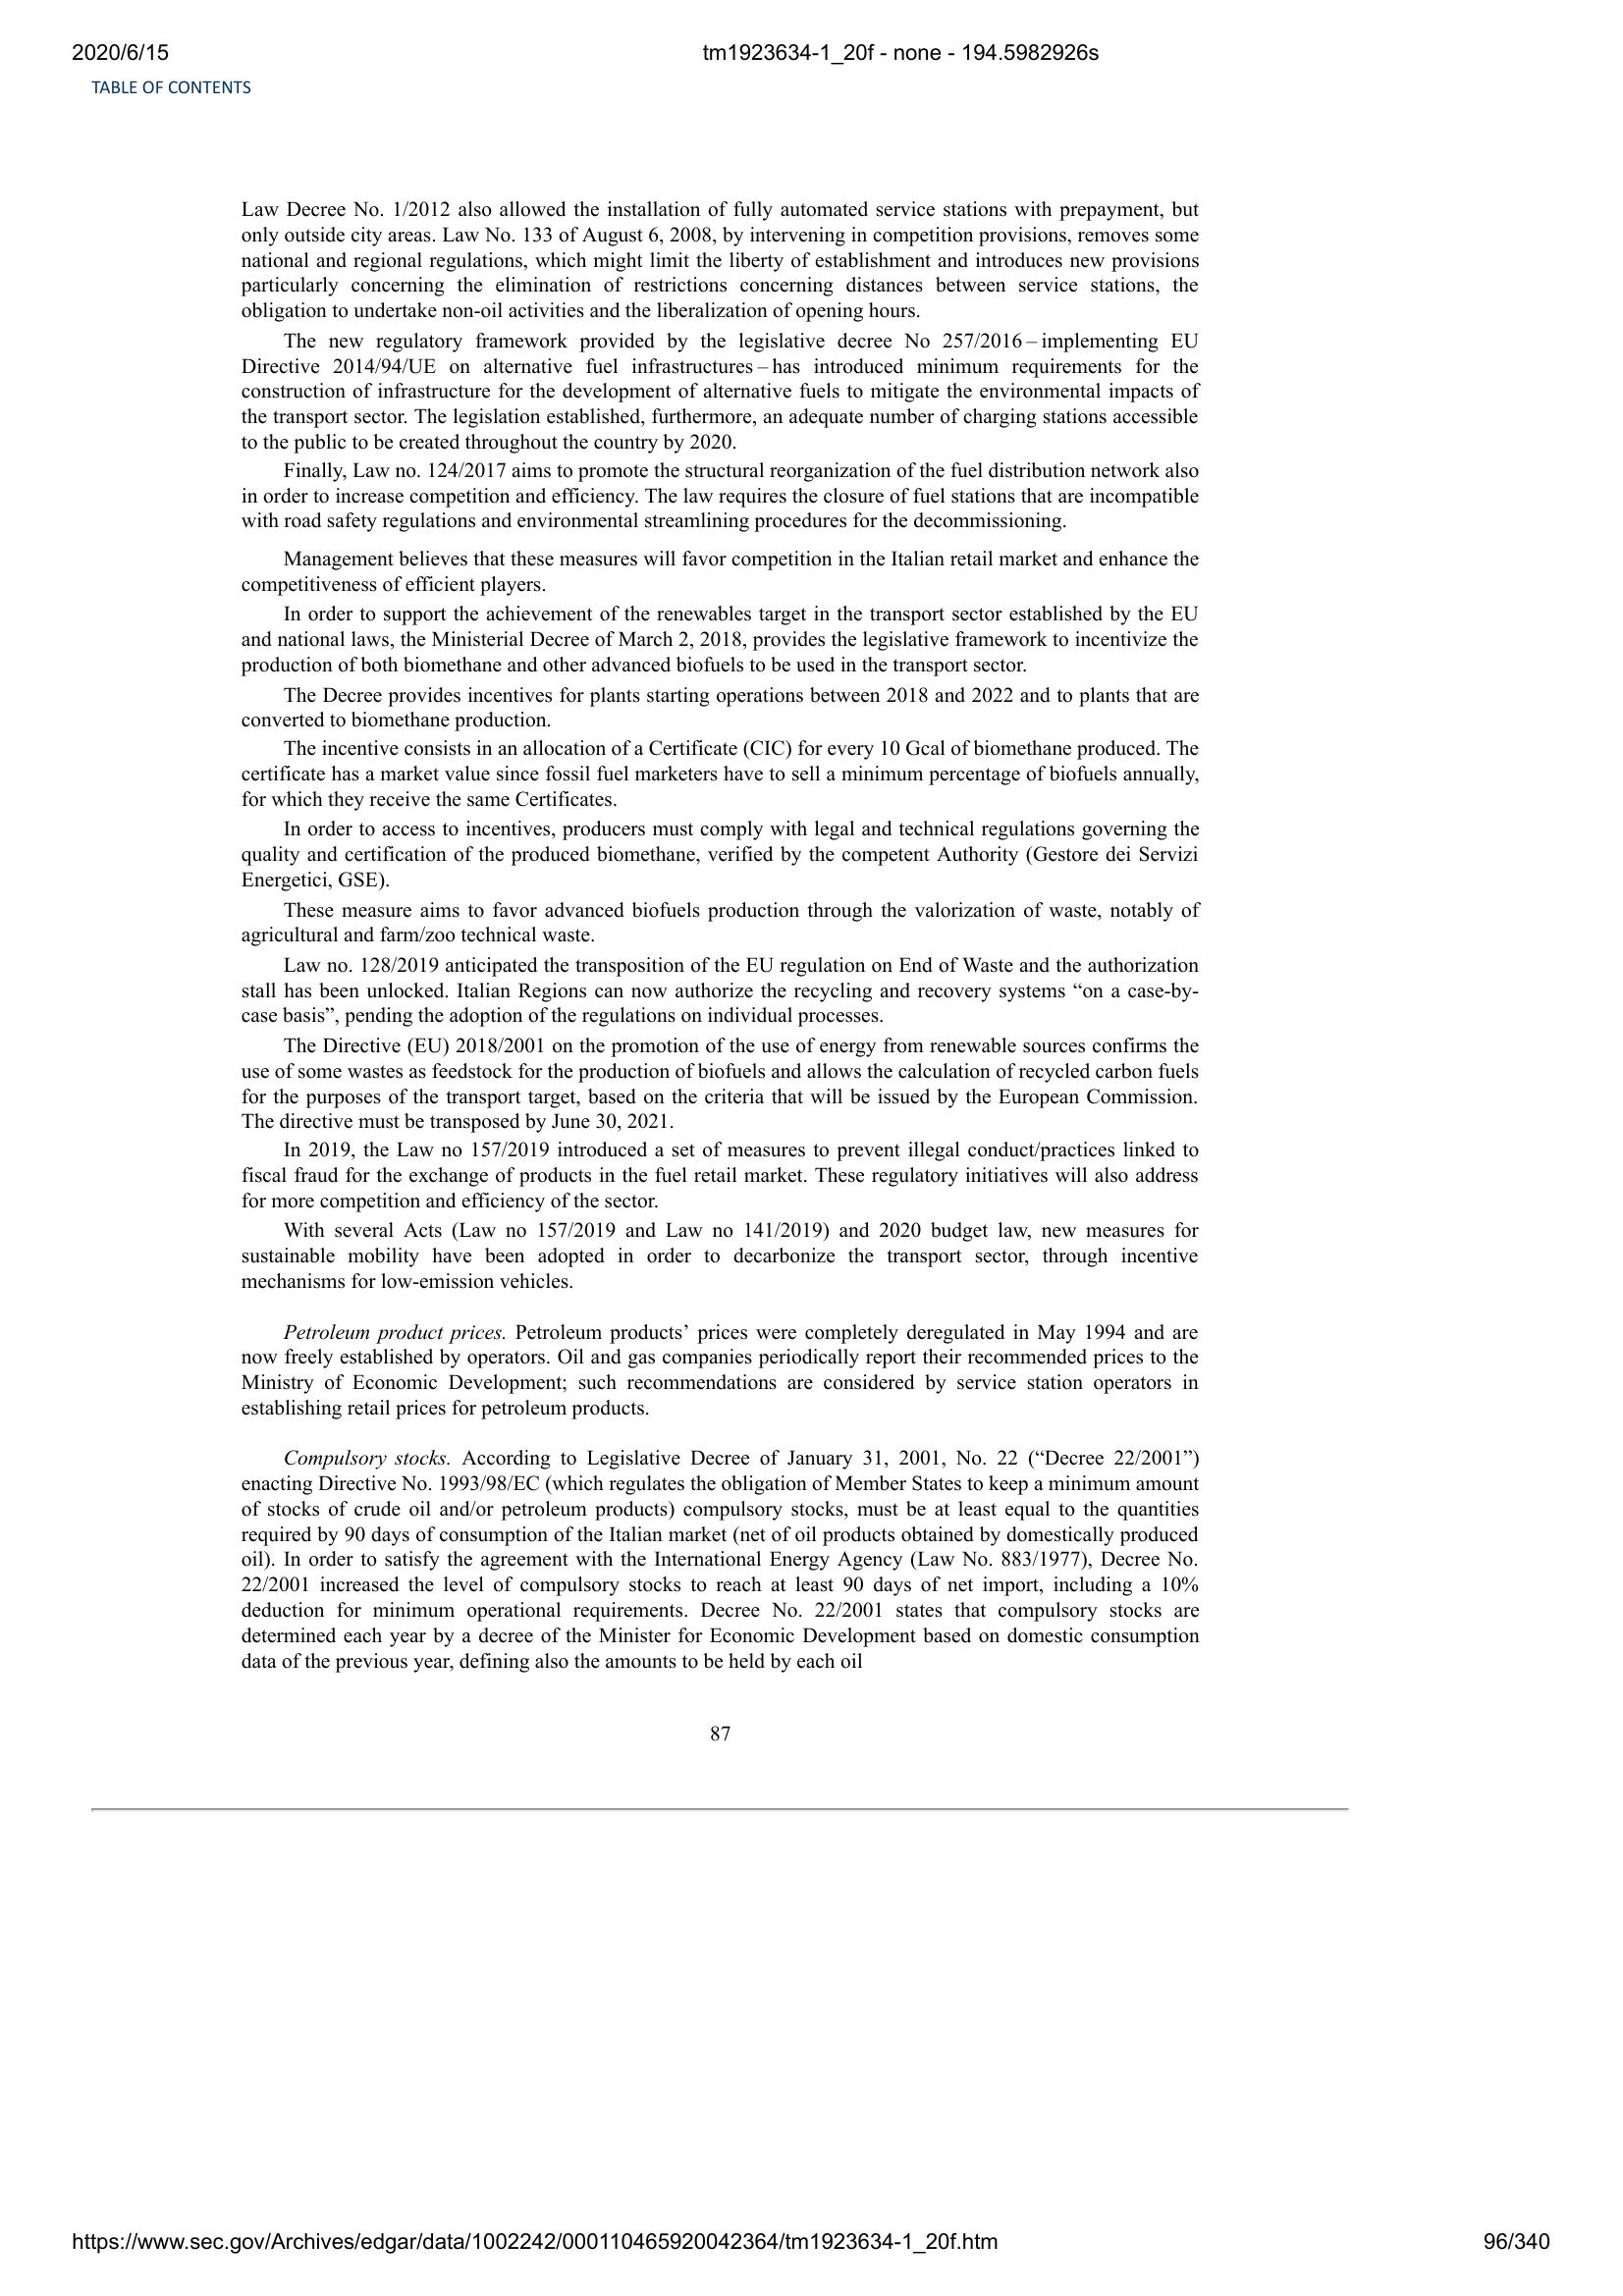 2020/6/15
tm1923634-1_20f - none - 194.5982926s
TABLE OF CONTENTS
Law Decree No. 1/2012 also allowed the installation of fully automated service stations with prepayment, but
only outside city areas. Law No. 133 of August 6, 2008, by intervening in competition provisions, removes some
national and regional regulations, which might limit the liberty of establishment and introduces new provisions
particularly concerning the elimination of restrictions concerning distances between service stations, the
obligation to undertake non-oil activities and the liberalization of opening hours.
The new regulatory framework provided by the legislative decree No 257/2016 – implementing EU
Directive 2014/94/UE on alternative fuel infrastructures – has introduced minimum requirements for the
construction of infrastructure for the development of alternative fuels to mitigate the environmental impacts of
the transport sector. The legislation established, furthermore, an adequate number of charging stations accessible
to the public to be created throughout the country by 2020.
Finally, Law no. 124/2017 aims to promote the structural reorganization of the fuel distribution network also
in order to increase competition and efficiency. The law requires the closure of fuel stations that are incompatible
with road safety regulations and environmental streamlining procedures for the decommissioning.
Management believes that these measures will favor competition in the Italian retail market and enhance the
competitiveness of efficient players.
In order to support the achievement of the renewables target in the transport sector established by the EU
and national laws, the Ministerial Decree of March 2, 2018, provides the legislative framework to incentivize the
production of both biomethane and other advanced biofuels to be used in the transport sector.
The Decree provides incentives for plants starting operations between 2018 and 2022 and to plants that are
converted to biomethane production.
The incentive consists in an allocation of a Certificate (CIC) for every 10 Gcal of biomethane produced. The
certificate has a market value since fossil fuel marketers have to sell a minimum percentage of biofuels annually,
for which they receive the same Certificates.
In order to access to incentives, producers must comply with legal and technical regulations governing the
quality and certification of the produced biomethane, verified by the competent Authority (Gestore dei Servizi
Energetici, GSE).
These measure aims to favor advanced biofuels production through the valorization of waste, notably of
agricultural and farm/zoo technical waste.
Law no. 128/2019 anticipated the transposition of the EU regulation on End of Waste and the authorization
stall has been unlocked. Italian Regions can now authorize the recycling and recovery systems “on a case-by-
case basis”, pending the adoption of the regulations on individual processes.
The Directive (EU) 2018/2001 on the promotion of the use of energy from renewable sources confirms the
use of some wastes as feedstock for the production of biofuels and allows the calculation of recycled carbon fuels
for the purposes of the transport target, based on the criteria that will be issued by the European Commission.
The directive must be transposed by June 30, 2021.
In 2019, the Law no 157/2019 introduced a set of measures to prevent illegal conduct/practices linked to
fiscal fraud for the exchange of products in the fuel retail market. These regulatory initiatives will also address
for more competition and efficiency of the sector.
With several Acts (Law no 157/2019 and Law no 141/2019) and 2020 budget law, new measures for
sustainable mobility have been adopted in order to decarbonize the transport sector, through incentive
mechanisms for low-emission vehicles.
Petroleum product prices. Petroleum products’ prices were completely deregulated in May 1994 and are
now freely established by operators. Oil and gas companies periodically report their recommended prices to the
Ministry of Economic Development; such recommendations are considered by service station operators in
establishing retail prices for petroleum products.
Compulsory stocks. According to Legislative Decree of January 31, 2001, No. 22 (“Decree 22/2001”)
enacting Directive No. 1993/98/EC (which regulates the obligation of Member States to keep a minimum amount
of stocks of crude oil and/or petroleum products) compulsory stocks, must be at least equal to the quantities
required by 90 days of consumption of the Italian market (net of oil products obtained by domestically produced
oil). In order to satisfy the agreement with the International Energy Agency (Law No. 883/1977), Decree No.
22/2001 increased the level of compulsory stocks to reach at least 90 days of net import, including a 10%
deduction for minimum operational requirements. Decree No. 22/2001 states that compulsory stocks are
determined each year by a decree of the Minister for Economic Development based on domestic consumption
data of the previous year, defining also the amounts to be held by each oil
87
https://www.sec.gov/Archives/edgar/data/1002242/000110465920042364/tm1923634-1_20f.htm
96/340